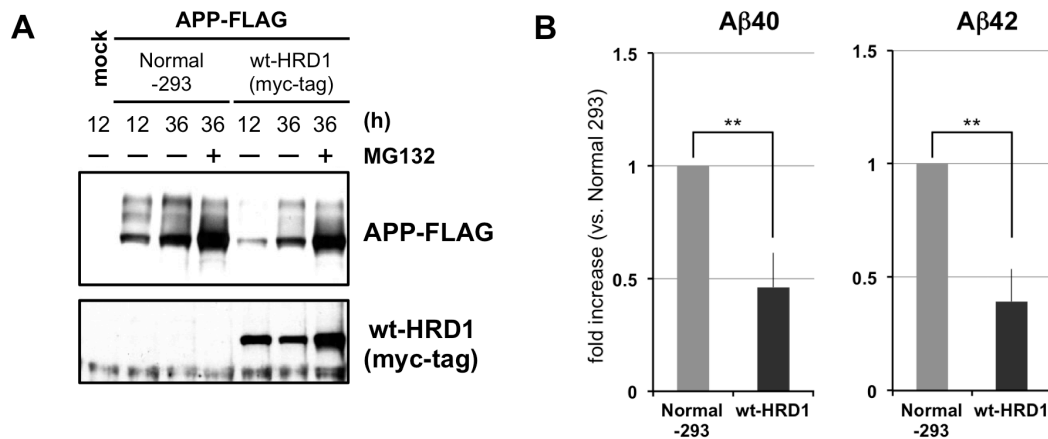 A
APP-FLAG
mock
Normal
-293
wt-HRD1
(myc-tag)
12 12 36 36 12 36 36 (h)
– – – + – – + MG132
APP-FLAG
wt-HRD1
(myc-tag)
B
Aβ40
fold increase (vs. Normal 293)
1.5
1
0.5
0
**
Normal
-293
wt-HRD1
Aβ42
1.5
1
0.5
0
**
Normal
-293
wt-HRD1